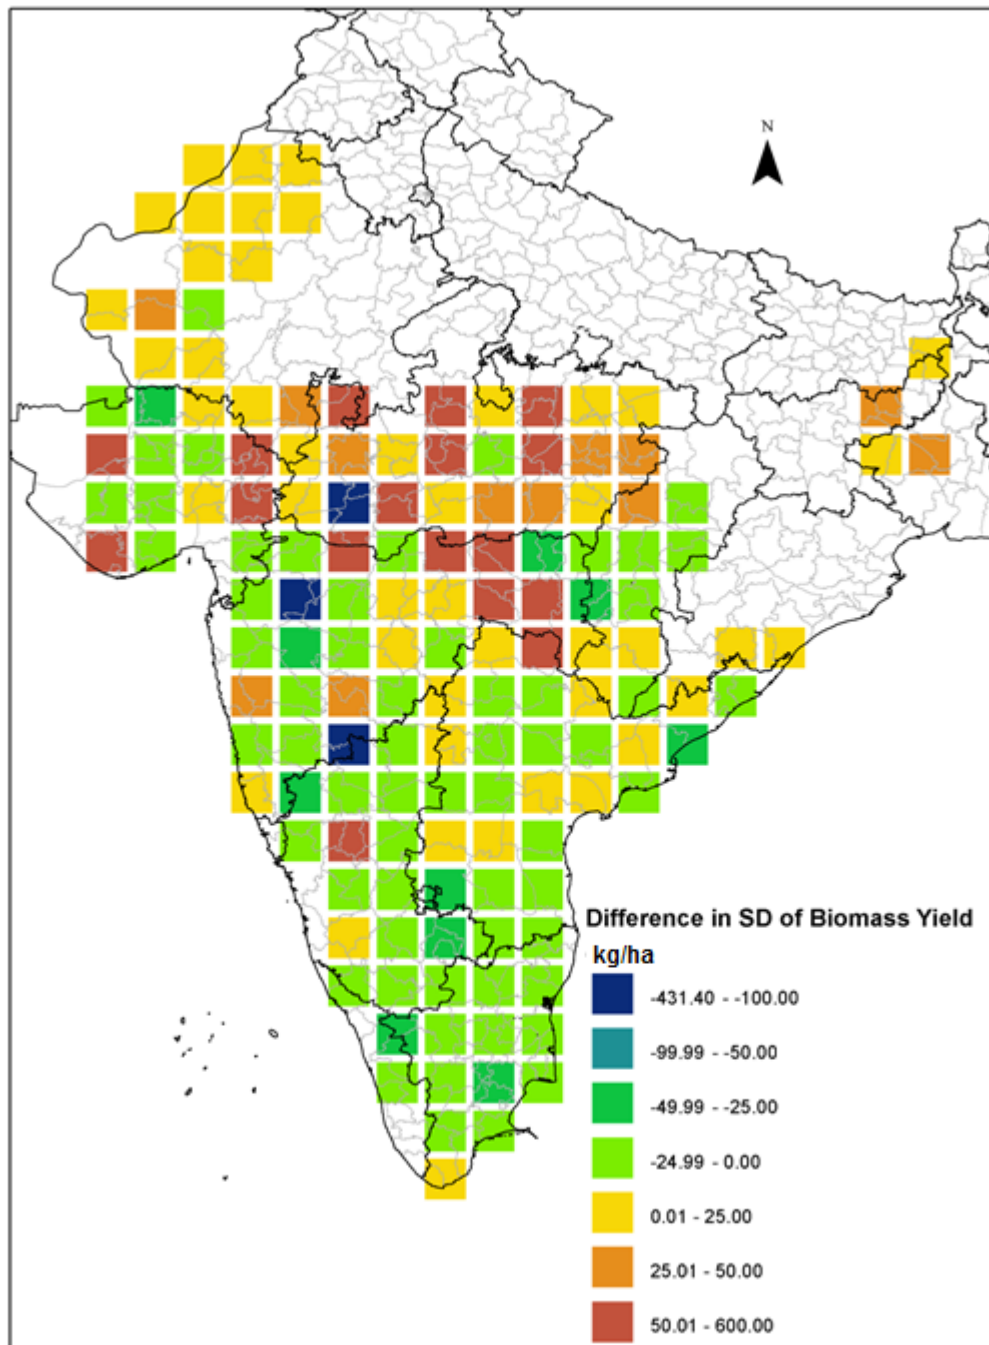 N
Difference in SD of Biomass Yield
kg/ha
-431.40 - -100.00
-99.99 - -50.00
-49.99 - -25.00
-24.99 - 0.00
0.01 - 25.00
25.01 - 50.00
50.01 - 600.00